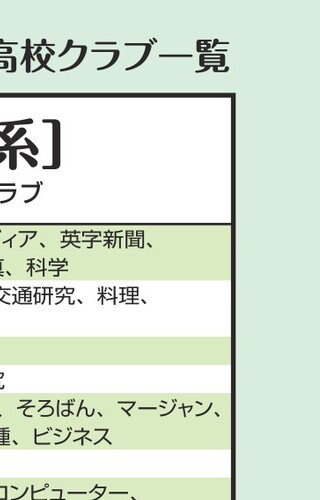 高校クラブ一覧
系]
ラブ
ディア、英字新聞、
真、科学
交通研究、料理、
究
、そろばん、マージャン、
種、ビジネス
コンピューター、